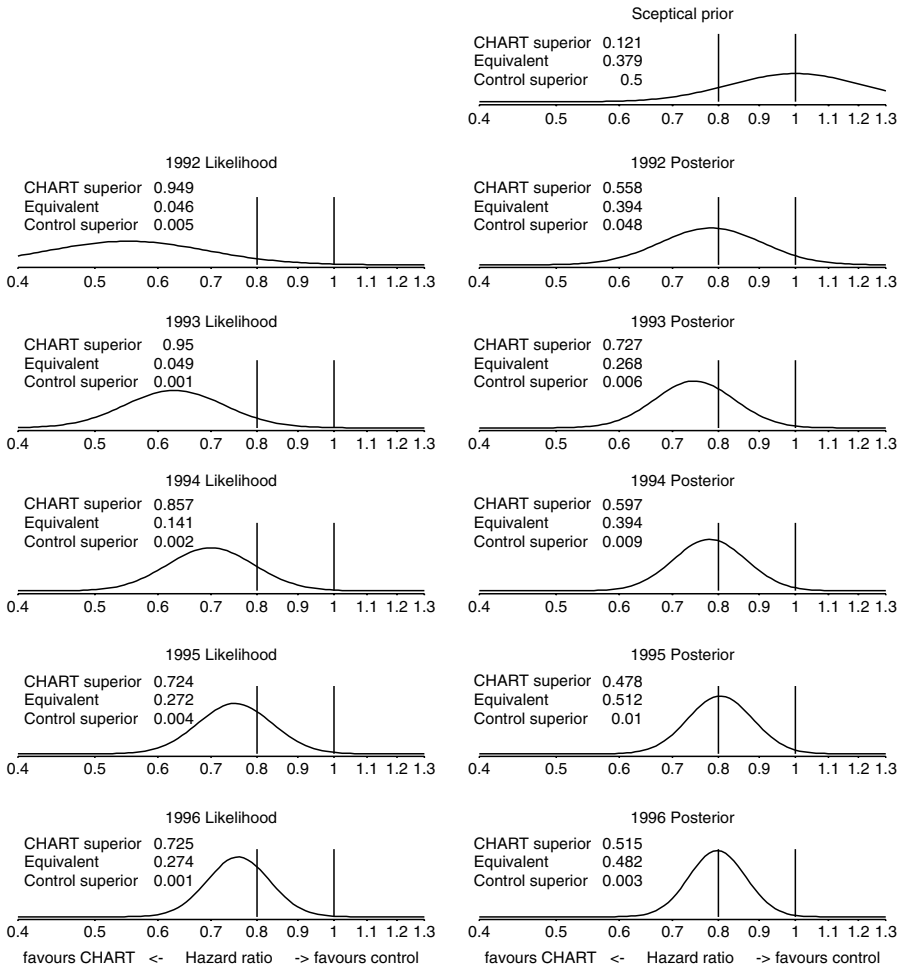 Sceptical prior
CHART superior 0.121
Equivalent 0.379
Control superior 0.5
0.4 0.5 0.6 0.7 0.8 0.9 1 1.1 1.2 1.3
1992 Likelihood
CHART superior 0.949
Equivalent 0.046
Control superior 0.005
0.4 0.5 0.6 0.7 0.8 0.9 1 1.1 1.2 1.3
1992 Posterior
CHART superior 0.558
Equivalent 0.394
Control superior 0.048
0.4 0.5 0.6 0.7 0.8 0.9 1 1.1 1.2 1.3
1993 Likelihood
CHART superior 0.95
Equivalent 0.049
Control superior 0.001
0.4 0.5 0.6 0.7 0.8 0.9 1 1.1 1.2 1.3
1993 Posterior
CHART superior 0.727
Equivalent 0.268
Control superior 0.006
0.4 0.5 0.6 0.7 0.8 0.9 1 1.1 1.2 1.3
1994 Likelihood
CHART superior 0.857
Equivalent 0.141
Control superior 0.002
0.4 0.5 0.6 0.7 0.8 0.9 1 1.1 1.2 1.3
1994 Posterior
CHART superior 0.597
Equivalent 0.394
Control superior 0.009
0.4 0.5 0.6 0.7 0.8 0.9 1 1.1 1.2 1.3
1995 Likelihood
CHART superior 0.724
Equivalent 0.272
Control superior 0.004
0.4 0.5 0.6 0.7 0.8 0.9 1 1.1 1.2 1.3
1995 Posterior
CHART superior 0.478
Equivalent 0.512
Control superior 0.01
0.4 0.5 0.6 0.7 0.8 0.9 1 1.1 1.2 1.3
1996 Likelihood
CHART superior 0.725
Equivalent 0.274
Control superior 0.001
0.4 0.5 0.6 0.7 0.8 0.9 1 1.1 1.2 1.3
favours CHART <- Hazard ratio -> favours control
1996 Posterior
CHART superior 0.515
Equivalent 0.482
Control superior 0.003
0.4 0.5 0.6 0.7 0.8 0.9 1 1.1 1.2 1.3
favours CHART <- Hazard ratio -> favours control